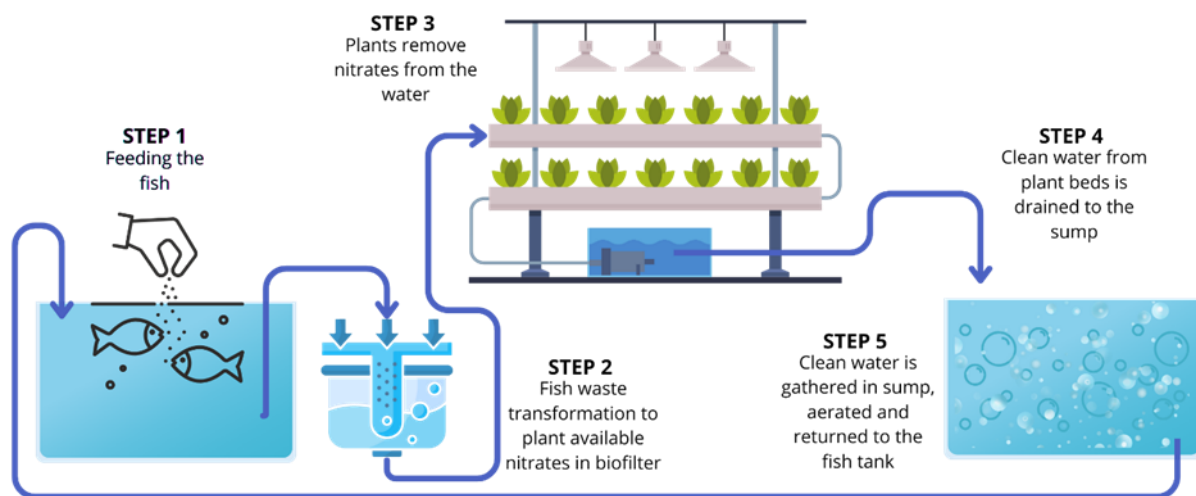 STEP 1
Feeding the
fish
STEP 2
Fish waste
transformation to
plant available
nitrates in biofilter
STEP 3
Plants remove
nitrates from the
water
STEP 4
Clean water from
plant beds is
drained to the
sump
STEP 5
Clean water is
gathered in sump,
aerated and
returned to the
fish tank